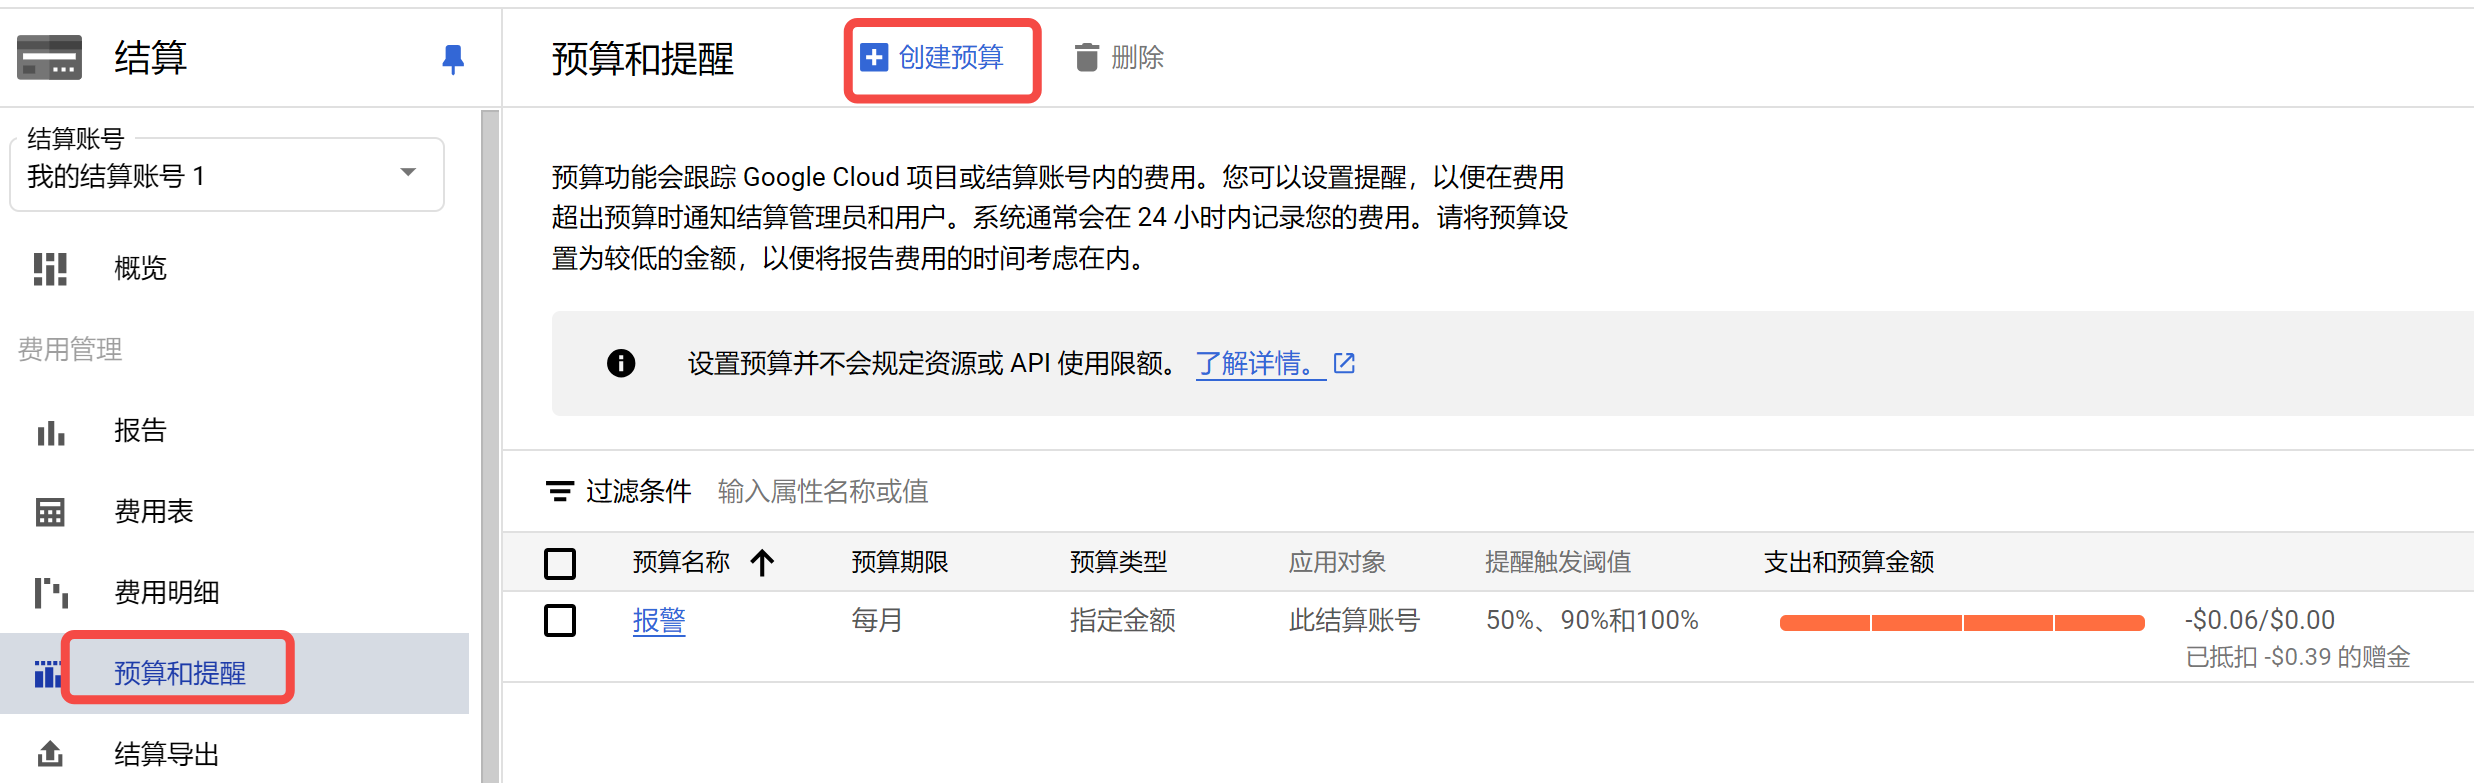 结算
预算和提醒
创建预算
删除
结算账号
我的结算账号 1
概览
费用管理
报告
费用表
费用明细
预算和提醒
结算导出
预算功能会跟踪 Google Cloud 项目或结算账号内的费用。您可以设置提醒，以便在费用
超出预算时通知结算管理员和用户。系统通常会在 24 小时内记录您的费用。请将预算设
置为较低的金额，以便将报告费用的时间考虑在内。
设置预算并不会规定资源或 API 使用限额。 了解详情。
过滤条件 输入属性名称或值
预算名称 预算期限 预算类型 应用对象 提醒触发阈值 支出和预算金额
报警 每月 指定金额 此结算账号 50%、90%和100% -$0.06/$0.00
已抵扣 -$0.39 的赠金